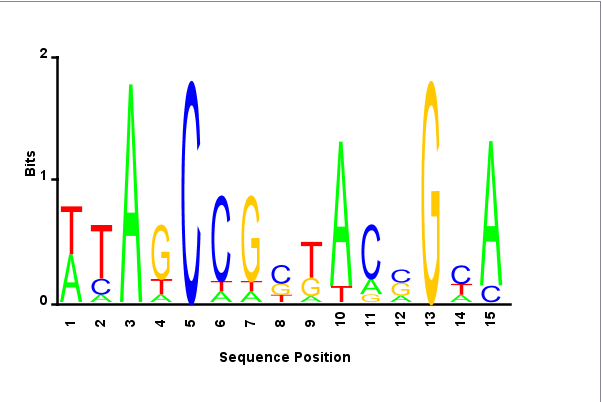 2
Bits
1
0
T T A G C C G C T A C C G C A
A C T T T G G T A G T C
A A A A T A G A A
1 2 3 4 5 6 7 8 9 10 11 12 13 14 15
Sequence Position